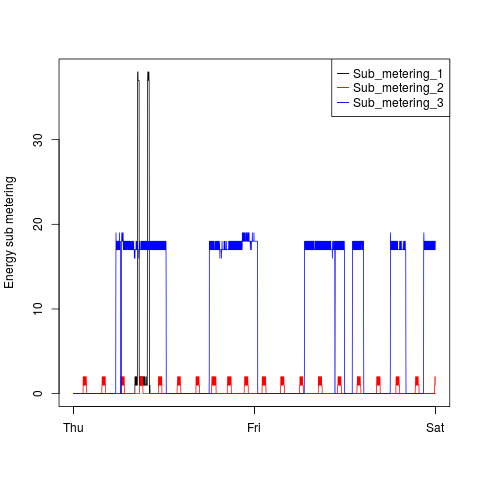 Sub_metering_1
Sub_metering_2
Sub_metering_3
Energy sub metering
30
20
10
0
Thu Fri Sat